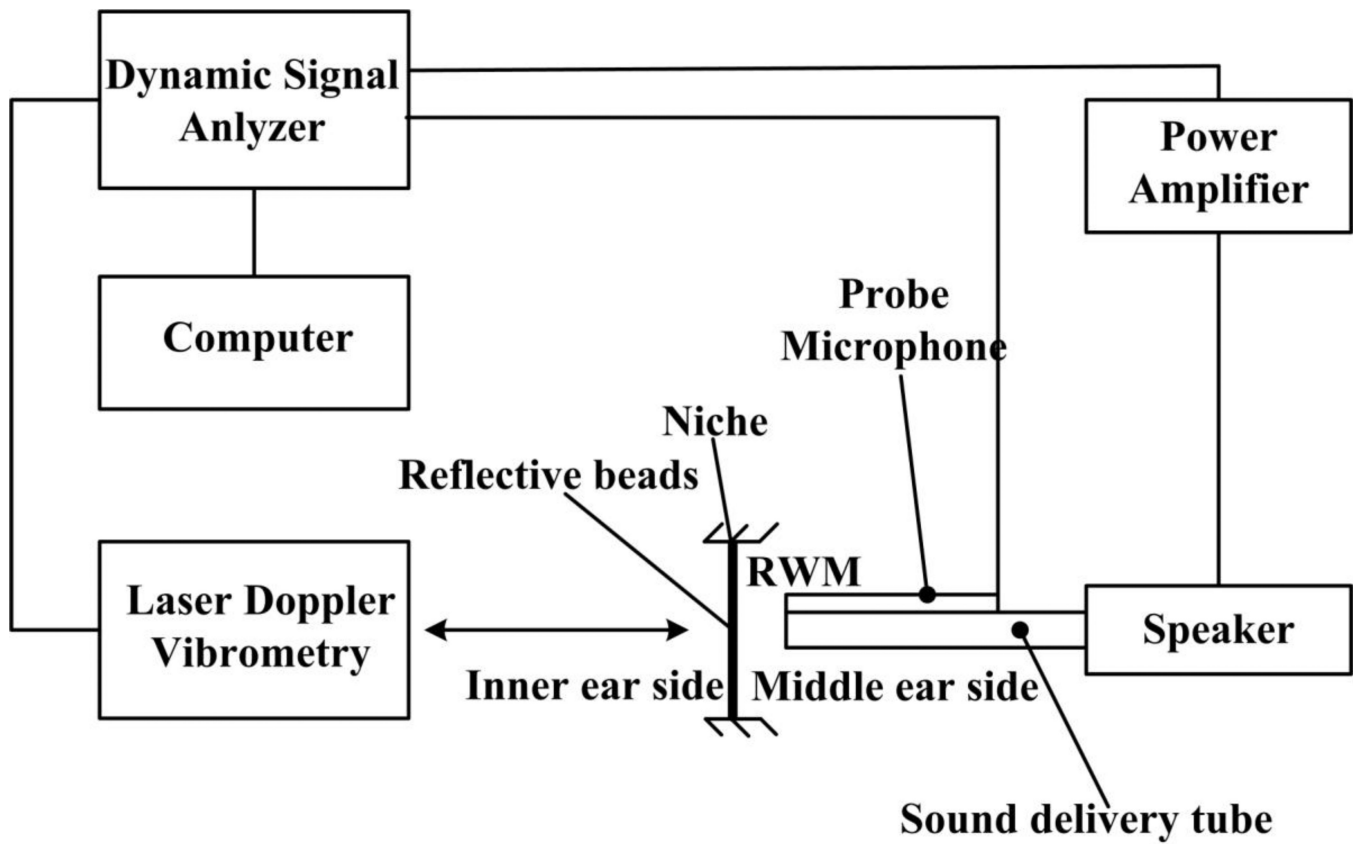 Dynamic Signal
Anlyzer
Power
Amplifier
Computer
Probe
Microphone
Niche
Reflective beads
RWM
Laser Doppler
Vibrometry
Speaker
Inner ear side
Middle ear side
Sound delivery tube